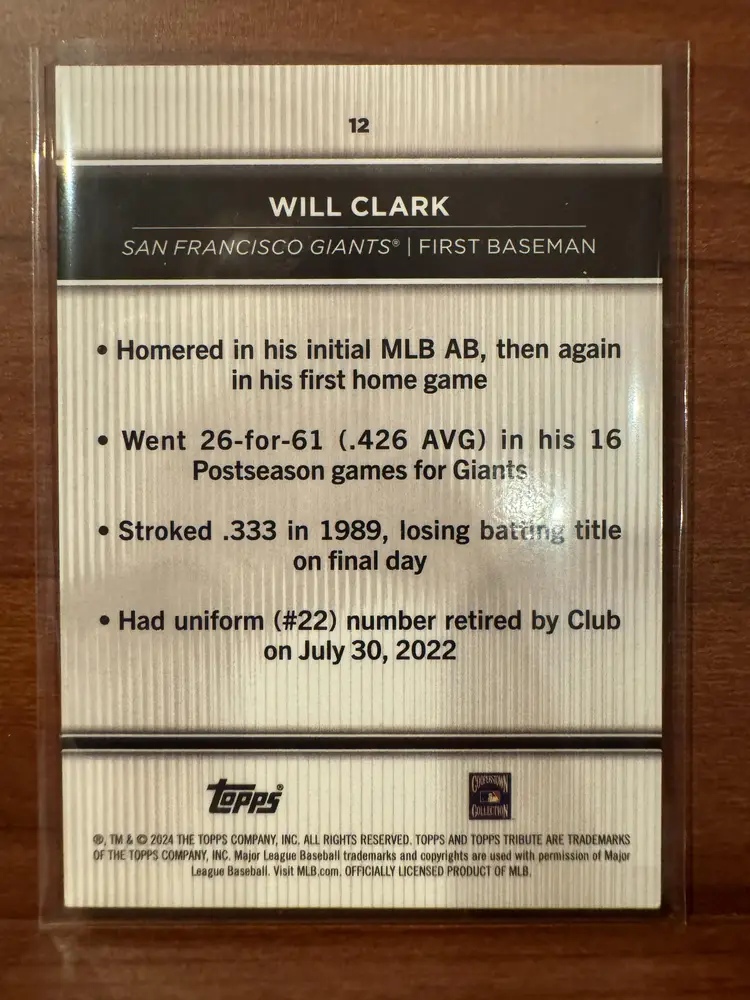 12
WILL CLARK
SAN FRANCISCO GIANTS® | FIRST BASEMAN
• Homered in his initial MLB AB, then again
in his first home game
• Went 26-for-61 (.426 AVG) in his 16
Postseason games for Giants
• Stroked .333 in 1989, losing batting title
on final day
• Had uniform (#22) number retired by Club
on July 30, 2022
topps®
COOPERSTOWN
COLLECTION
®, TM & © 2024 THE TOPPS COMPANY, INC. ALL RIGHTS RESERVED. TOPPS AND TOPPS TRIBUTE ARE TRADEMARKS
OF THE TOPPS COMPANY, INC. Major League Baseball trademarks and copyrights are used with permission of Major
League Baseball. Visit MLB.com. OFFICIALLY LICENSED PRODUCT OF MLB.